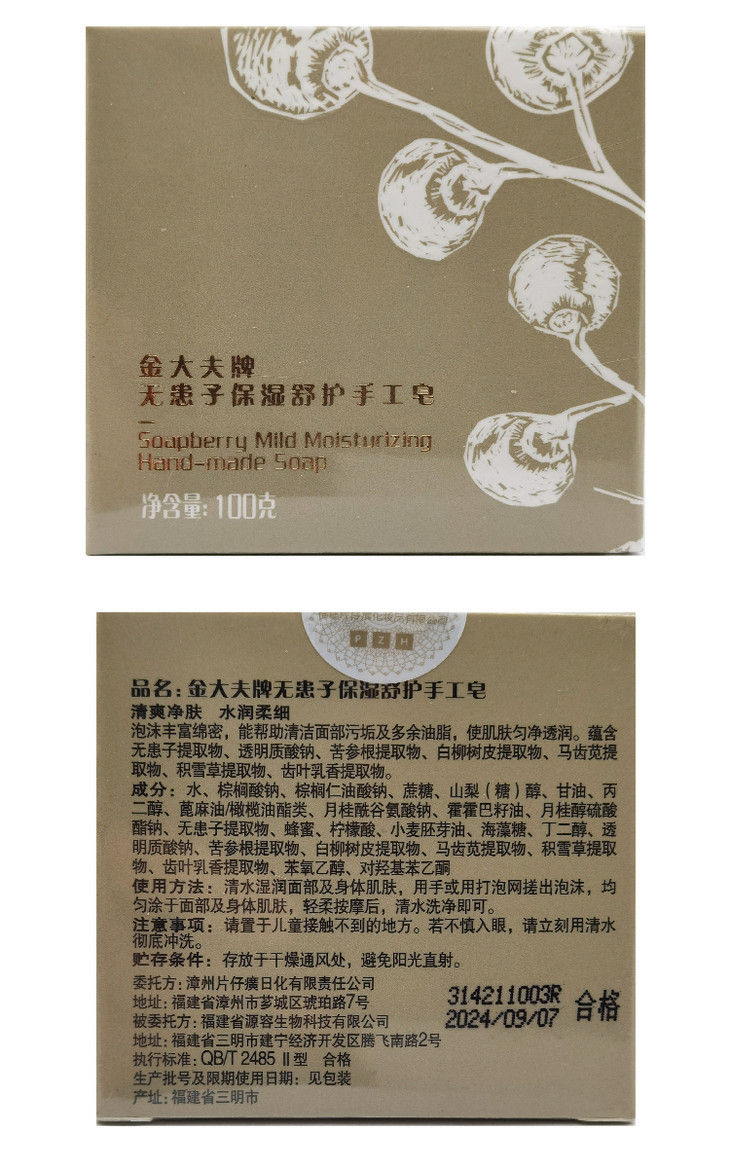 金大夫牌
无患子保湿舒护手工皂
Soapberry Mild Moisturizing
Hand-made Soap
净含量: 100克
化妆品有限公司
PZH
品名: 金大夫牌无患子保湿舒护手工皂
清爽净肤 水润柔细
泡沫丰富绵密，能帮助清洁面部污垢及多余油脂，使肌肤匀净透润。蕴含
无患子提取物、透明质酸钠、苦参根提取物、白柳树皮提取物、马齿苋提
取物、积雪草提取物、齿叶乳香提取物。
成分: 水、棕榈酸钠、棕榈仁油酸钠、蔗糖、山梨（糖）醇、甘油、丙
二醇、蓖麻油/橄榄油酯类、月桂酰谷氨酸钠、霍霍巴籽油、月桂醇硫酸
酯钠、无患子提取物、蜂蜜、柠檬酸、小麦胚芽油、海藻糖、丁二醇、透
明质酸钠、苦参根提取物、白柳树皮提取物、马齿苋提取物、积雪草提取
物、齿叶乳香提取物、苯氧乙醇、对羟基苯乙酮
使用方法: 清水湿润面部及身体肌肤，用手或用打泡网搓出泡沫，均
匀涂于面部及身体肌肤，轻柔按摩后，清水洗净即可。
注意事项: 请置于儿童接触不到的地方。若不慎入眼，请立刻用清水
彻底冲洗。
贮存条件: 存放于干燥通风处，避免阳光直射。
委托方: 漳州片仔癀日化有限责任公司
地址: 福建省漳州市芗城区琥珀路7号
被委托方: 福建省源容生物科技有限公司
地址: 福建省三明市建宁经济开发区腾飞南路2号
执行标准: QB/T 2485 Ⅱ型 合格
生产批号及限期使用日期: 见包装
产址: 福建省三明市
314211003R
2024/09/07
合格